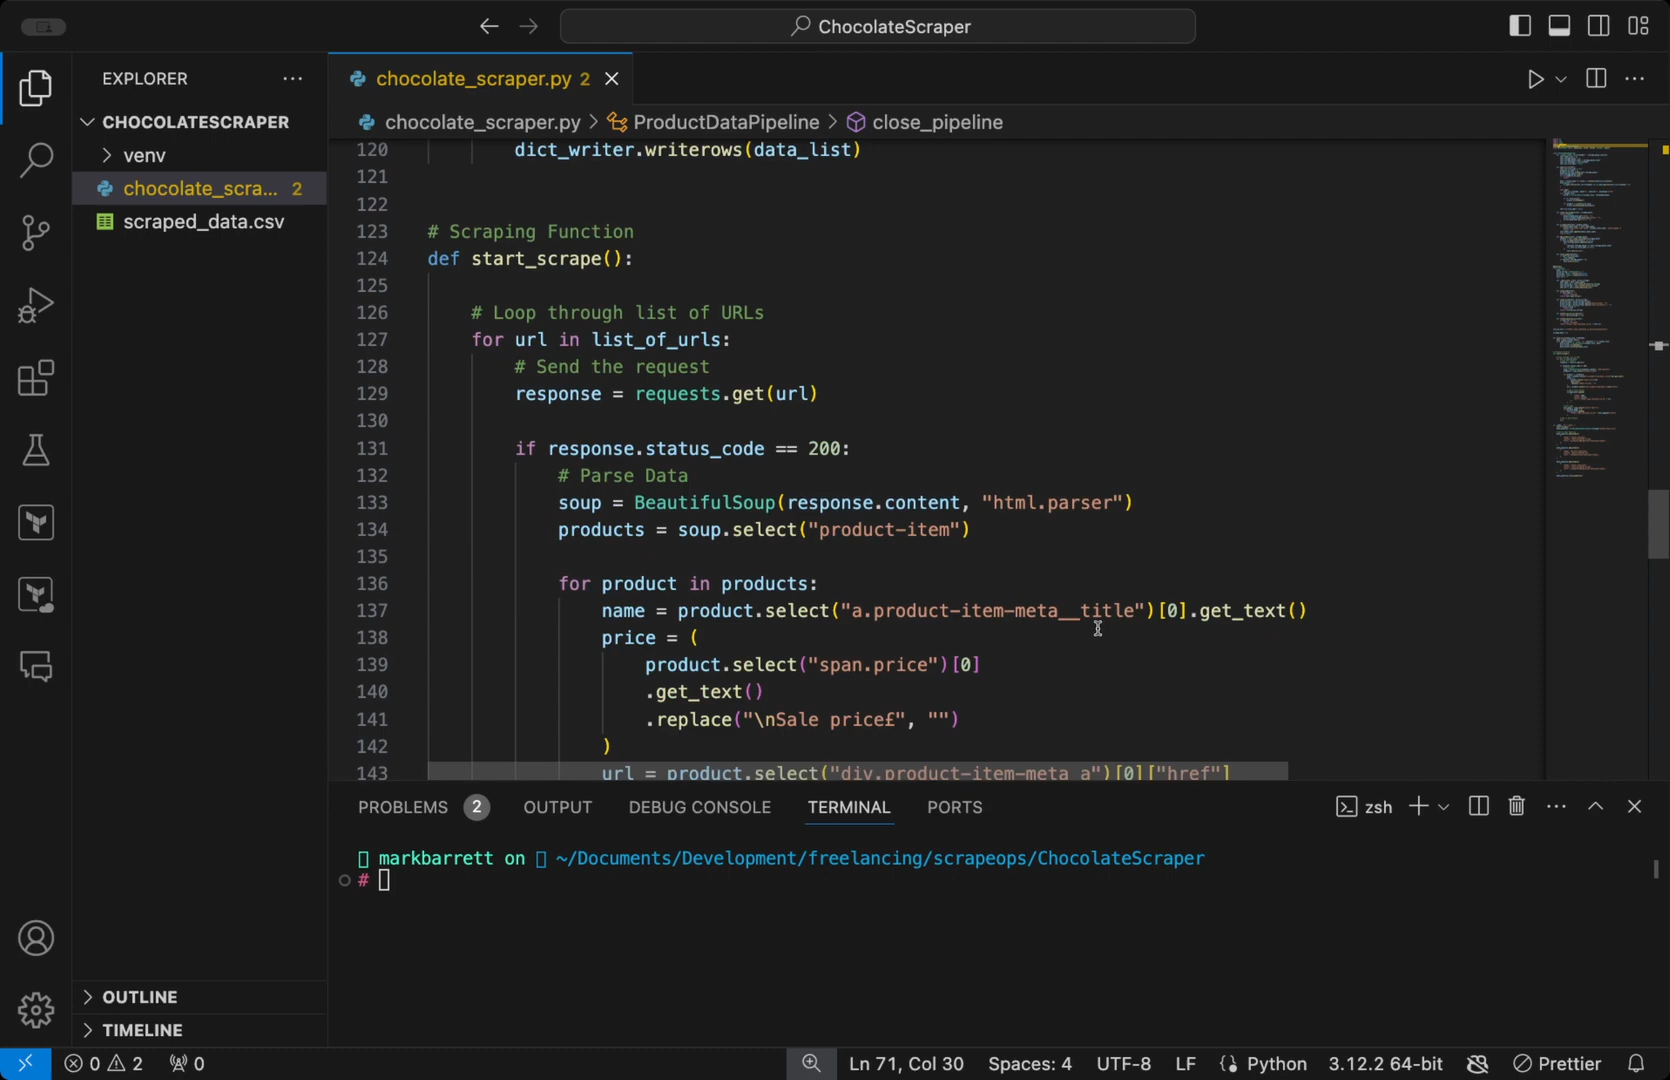 ChocolateScraper
EXPLORER
chocolate_scraper.py 2
CHOCOLATESCRAPER
chocolate_scraper.py > ProductDataPipeline > close_pipeline
venv
chocolate_scra... 2
scraped_data.csv
120 dict_writer.writerows(data_list)
121
122
123 # Scraping Function
124 def start_scrape():
125
126 # Loop through list of URLs
127 for url in list_of_urls:
128 # Send the request
129 response = requests.get(url)
130
131 if response.status_code == 200:
132 # Parse Data
133 soup = BeautifulSoup(response.content, "html.parser")
134 products = soup.select("product-item")
135
136 for product in products:
137 name = product.select("a.product-item-meta__title")[0].get_text()
138 price = (
139 product.select("span.price")[0]
140 .get_text()
141 .replace("\nSale price£", "")
142 )
143 url = product.select("div.product-item-meta a")[0]["href"]
PROBLEMS 2 OUTPUT DEBUG CONSOLE TERMINAL PORTS zsh
markbarrett on ~/Documents/Development/freelancing/scrapeops/ChocolateScraper
#
OUTLINE
TIMELINE
0 2 0 Ln 71, Col 30 Spaces: 4 UTF-8 LF {} Python 3.12.2 64-bit Prettier